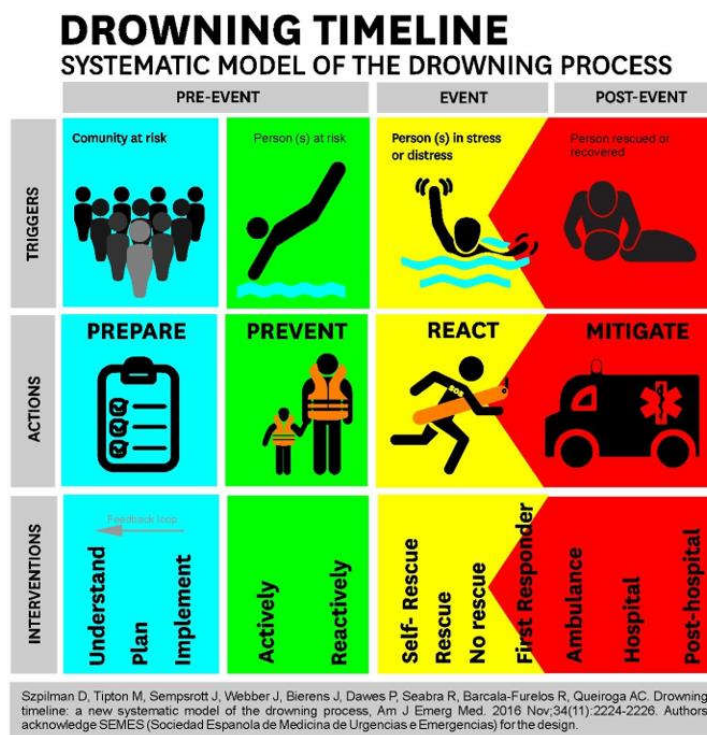 DROWNING TIMELINE
SYSTEMATIC MODEL OF THE DROWNING PROCESS
PRE-EVENT
EVENT
POST-EVENT
TRIGGERS
Comunity at risk
Person (s) at risk
Person (s) in stress
or distress
Person rescued or
recovered
ACTIONS
PREPARE
PREVENT
REACT
MITIGATE
SOS
INTERVENTIONS
Feedback loop
Understand
Plan
Implement
Actively
Reactively
Self- Rescue
Rescue
No rescue
First Responder
Ambulance
Hospital
Post-hospital
Szpilman D, Tipton M, Sempsrott J, Webber J, Bierens J, Dawes P, Seabra R, Barcala-Furelos R, Queiroga AC. Drowning
timeline: a new systematic model of the drowning process, Am J Emerg Med. 2016 Nov;34(11):2224-2226. Authors
acknowledge SEMES (Sociedad Espanola de Medicina de Urgencias e Emergencias) for the design.